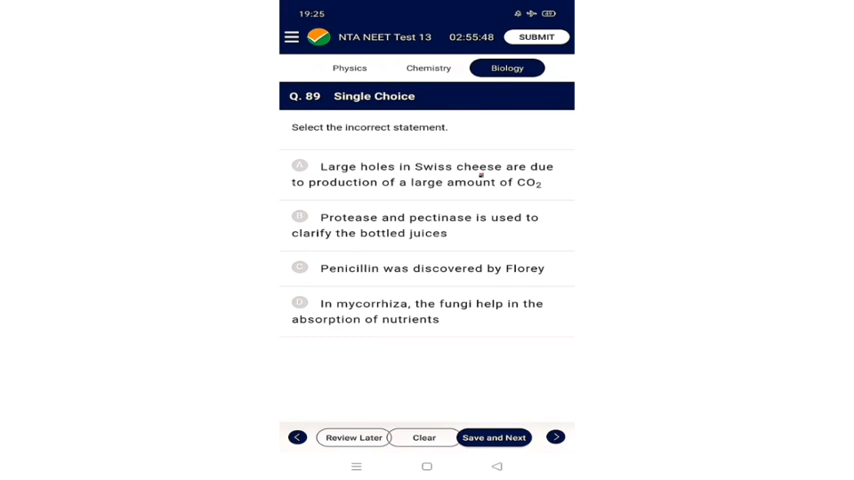 19:25
NTA NEET Test 13 02:55:48 SUBMIT
Physics Chemistry Biology
Q. 89 Single Choice
Select the incorrect statement.
A Large holes in Swiss cheese are due
to production of a large amount of CO2
B Protease and pectinase is used to
clarify the bottled juices
C Penicillin was discovered by Florey
D In mycorrhiza, the fungi help in the
absorption of nutrients
Review Later Clear Save and Next